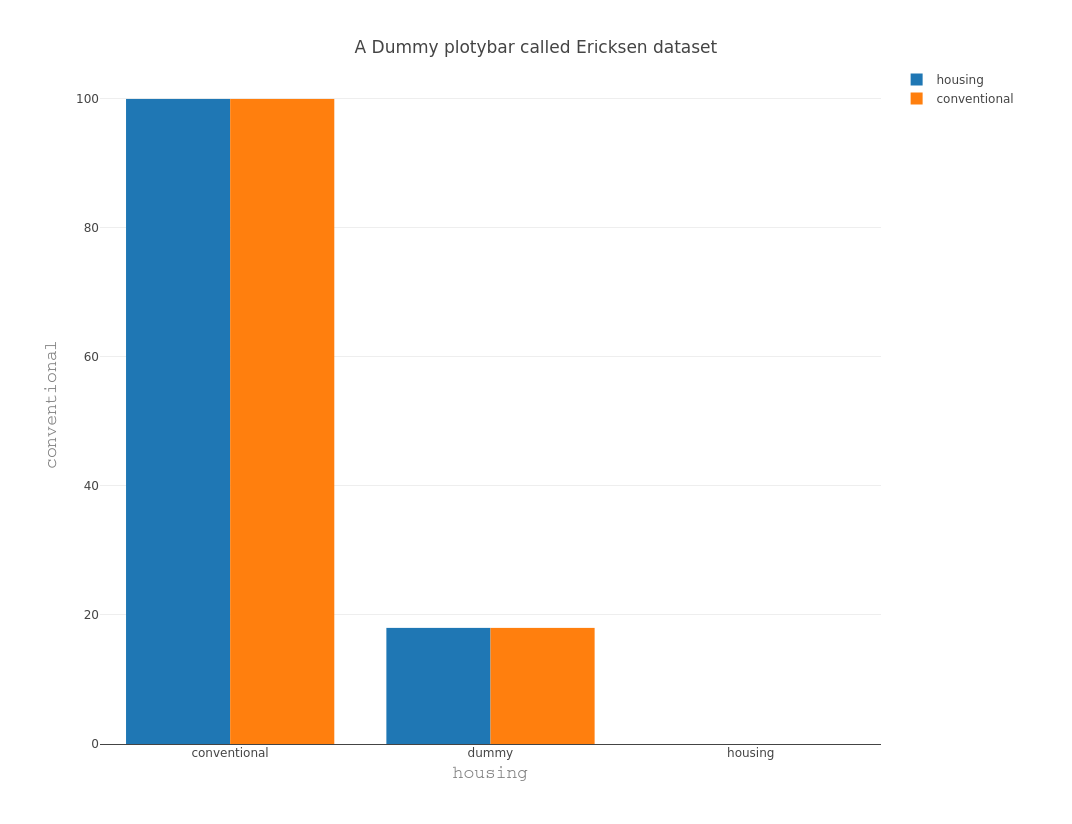 A Dummy plotybar called Ericksen dataset
housing
conventional
100
80
60
40
20
0
conventional
conventional dummy housing
housing